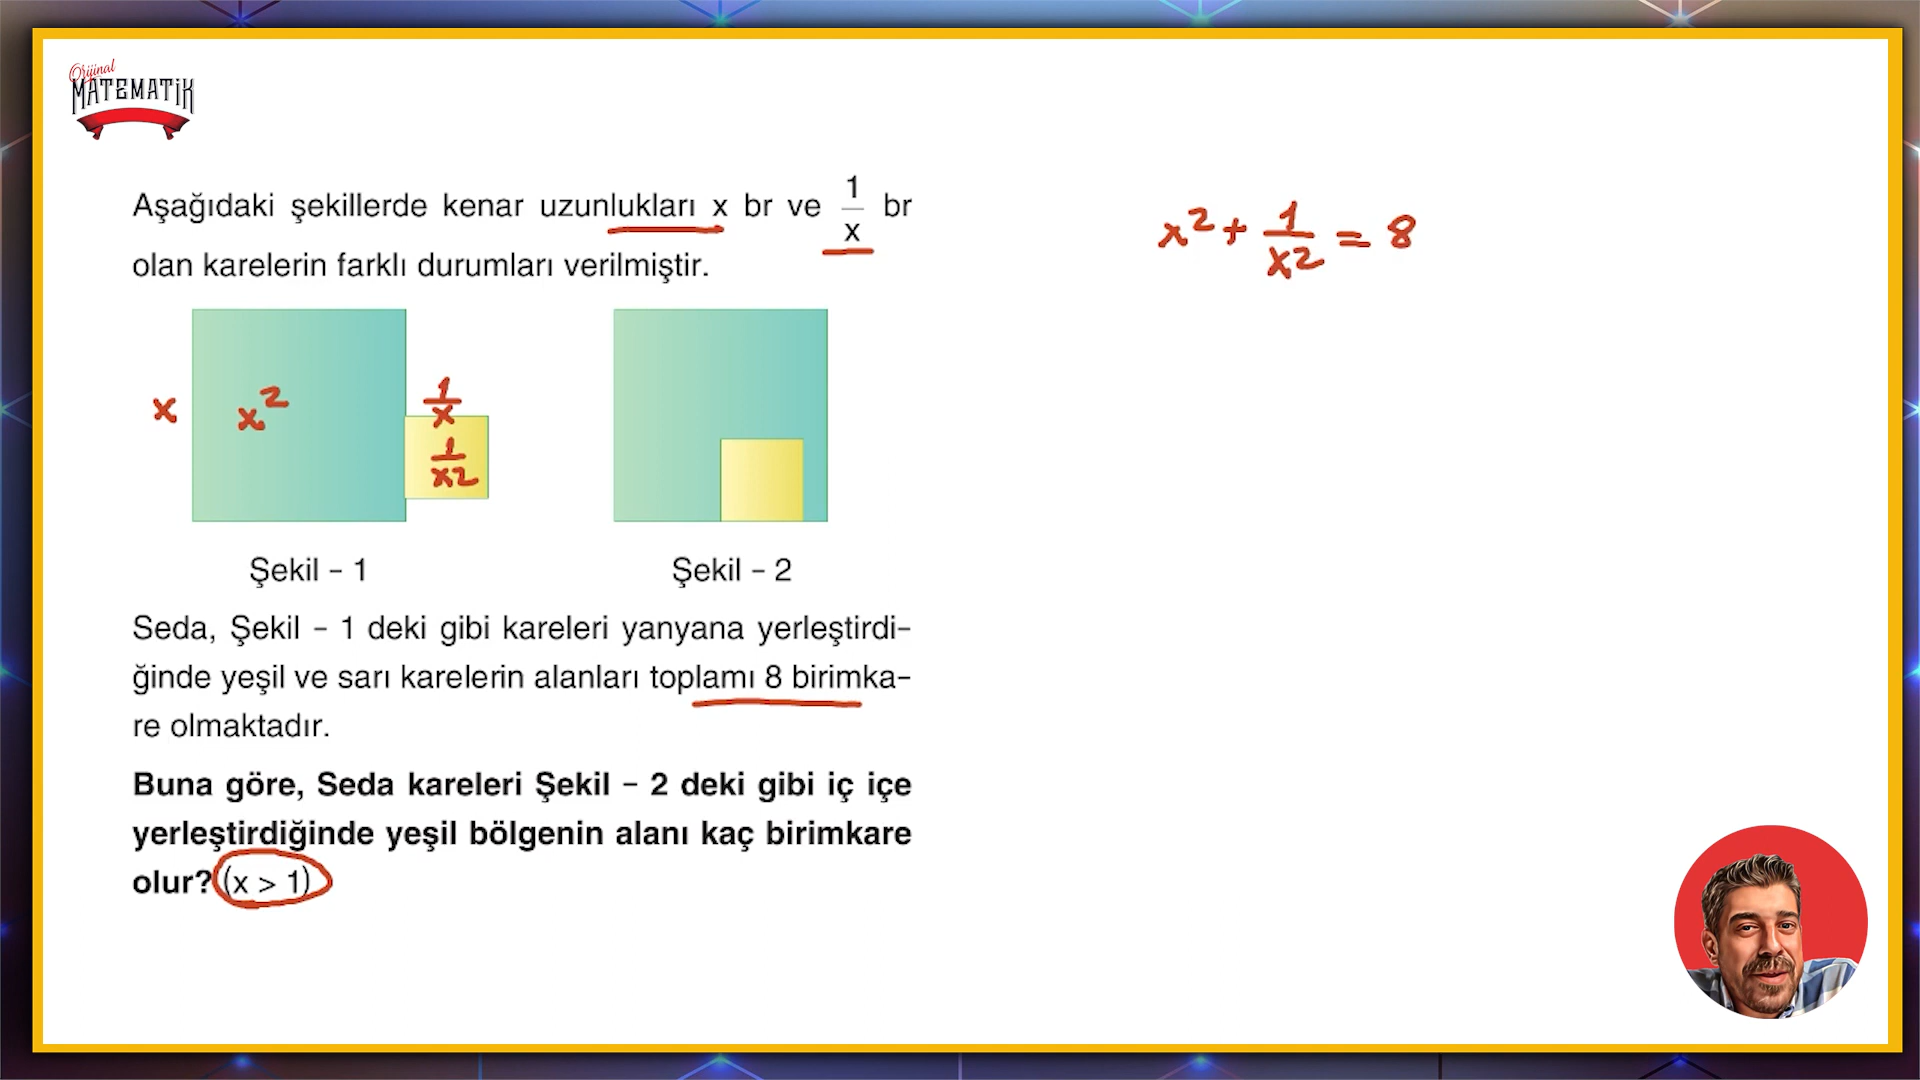 Orijinal
MATEMATİK
Aşağıdaki şekillerde kenar uzunlukları x br ve 1/x br
olan karelerin farklı durumları verilmiştir.
x² + 1/x² = 8
x
x²
1/x
1/x²
Şekil – 1
Şekil – 2
Seda, Şekil – 1 deki gibi kareleri yanyana yerleştirdi-
ğinde yeşil ve sarı karelerin alanları toplamı 8 birimka-
re olmaktadır.
Buna göre, Seda kareleri Şekil – 2 deki gibi iç içe
yerleştirdiğinde yeşil bölgenin alanı kaç birimkare
olur? (x > 1)